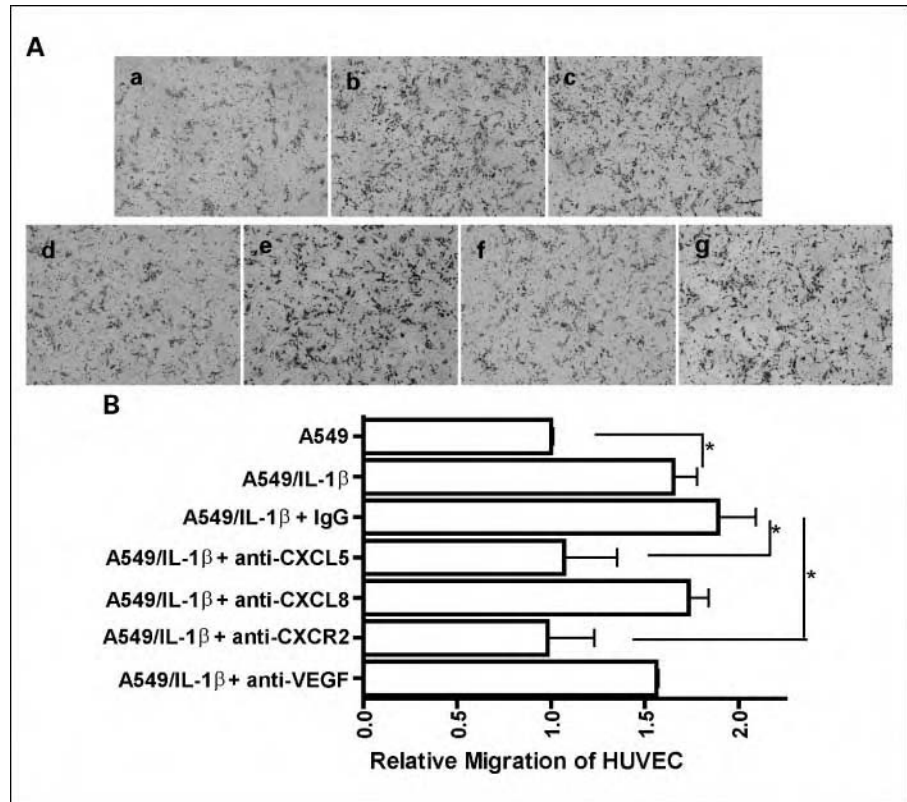 A
a
b
c
d
e
f
g
B
A549
*
A549/IL-1β
A549/IL-1β + IgG
*
A549/IL-1β + anti-CXCL5
*
A549/IL-1β + anti-CXCL8
A549/IL-1β + anti-CXCR2
A549/IL-1β + anti-VEGF
0.0
0.5
1.0
1.5
2.0
Relative Migration of HUVEC